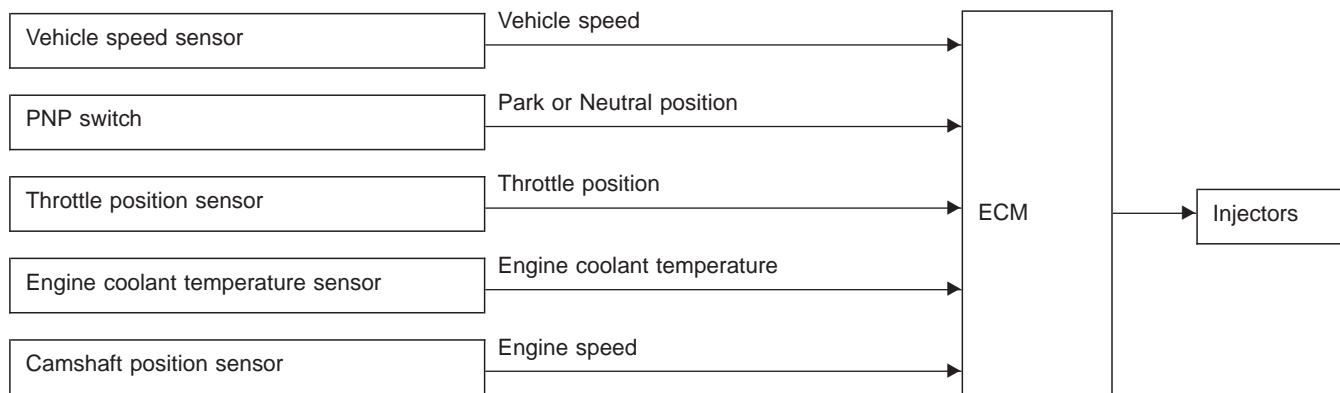 Vehicle speed sensor
Vehicle speed
PNP switch
Park or Neutral position
Throttle position sensor
Throttle position
ECM
Injectors
Engine coolant temperature sensor
Engine coolant temperature
Camshaft position sensor
Engine speed